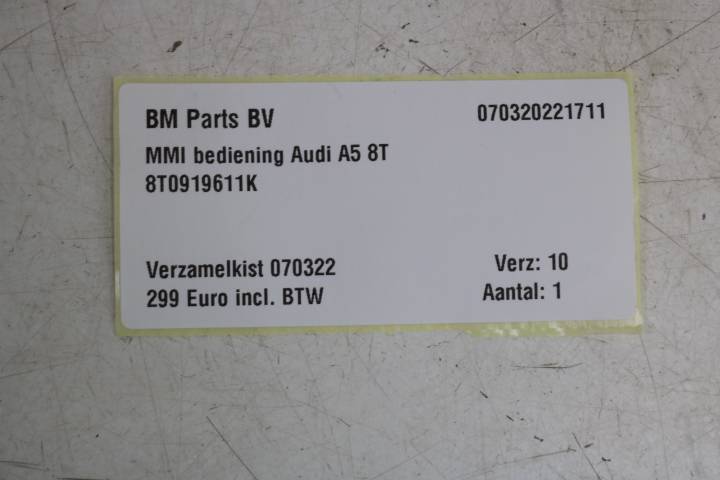 BM Parts BV 070320221711
MMI bediening Audi A5 8T
8T0919611K
Verzamelkist 070322 Verz: 10
299 Euro incl. BTW Aantal: 1